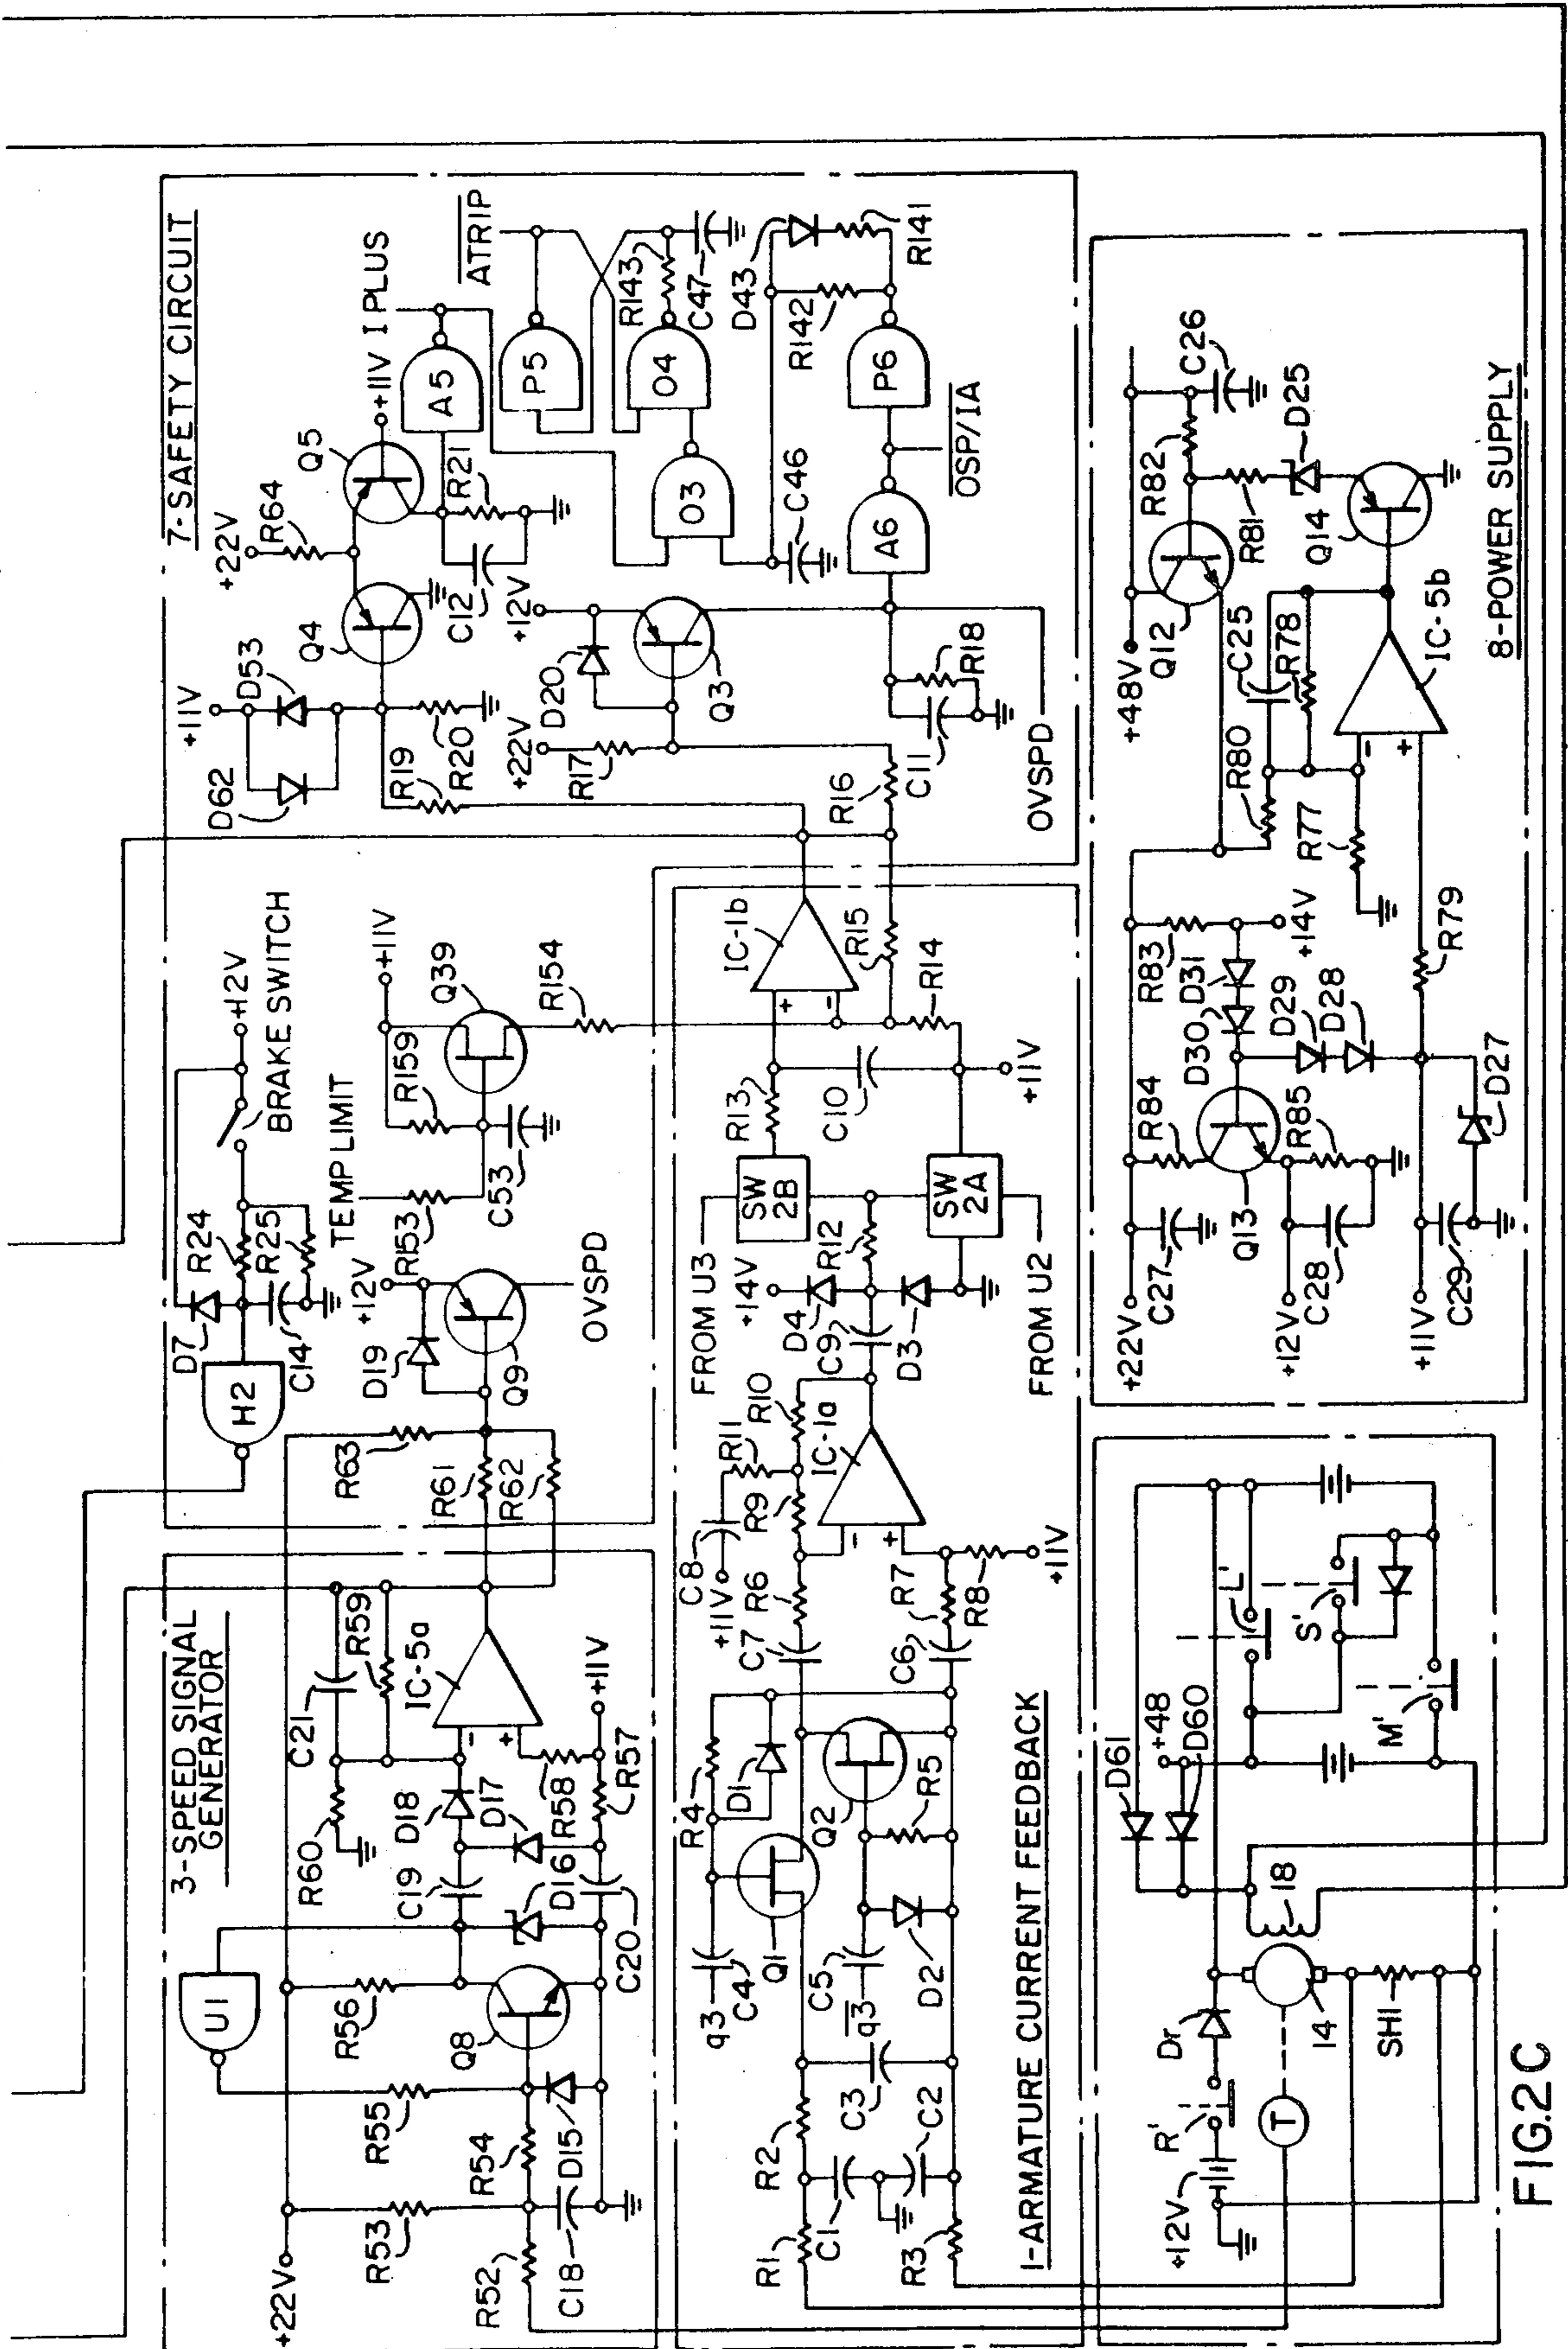 3-SPEED SIGNAL
GENERATOR
+22V
R53
R52
C18
R54
R55
D15
U1
R56
Q8
C20
D16
C19
R60
C21
R59
D18
D17
R58
R57
IC-5a
+11V
R63
R61
R62
7-SAFETY CIRCUIT
H2
D7
R24
R25
C14
+12V
BRAKE SWITCH
D19
+12V
Q9
OVSPD
TEMP LIMIT
R153
R159
C53
+11V
Q39
R154
+11V
D62
D53
R19
R20
Q4
+22V
R64
Q5
+11V
I PLUS
C12
R21
A5
ATRIP
P5
O4
O3
R143
C47
+22V
R17
D20
+12V
Q3
R16
C11
R18
OVSPD
C46
A6
P6
OSP/IA
R142
D43
R141
1-ARMATURE CURRENT FEEDBACK
R1
R2
C1
C2
R3
C3
q3
C4
Q1
R4
D1
C5
q3
D2
Q2
R5
C7
R6
C6
R7
R8
+11V
C8
+11V
R11
R9
R10
IC-1a
+11V
C9
D4
D3
+14V
R12
FROM U3
FROM U2
SW
2B
SW
2A
R13
C10
+11V
IC-1b
R15
R14
+12V
R'
Dr
T
14
SH1
18
D61
D60
+48
L'
S'
M'
8-POWER SUPPLY
+22V
C27
+12V
C28
+11V
C29
Q13
R84
R85
D30
D31
R83
+14V
D29
D28
D27
R79
R77
R80
C25
R78
IC-5b
+48V
Q12
R82
R81
C26
D25
Q14
FIG.2C